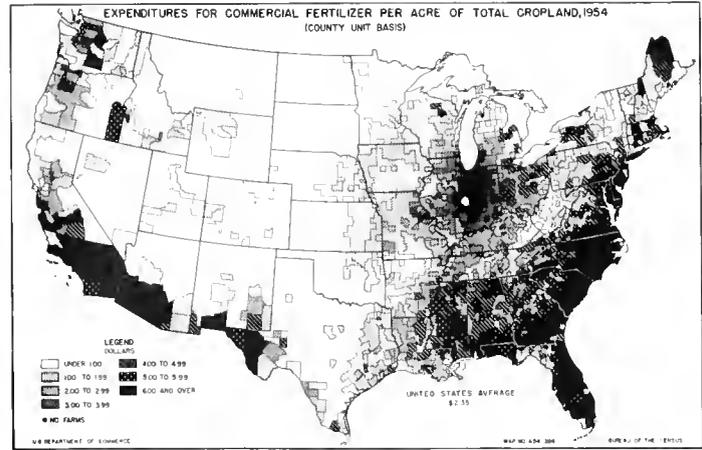 EXPENDITURES FOR COMMERCIAL FERTILIZER PER ACRE OF TOTAL CROPLAND, 1954
(COUNTY UNIT BASIS)
LEGEND
DOLLARS
UNDER 1.00
1.00 TO 1.99
2.00 TO 2.99
3.00 TO 3.99
4.00 TO 4.99
5.00 TO 5.99
6.00 AND OVER
NO FARMS
UNITED STATES AVERAGE
U.S. DEPARTMENT OF COMMERCE
MAP NO. A54-
BUREAU OF THE CENSUS